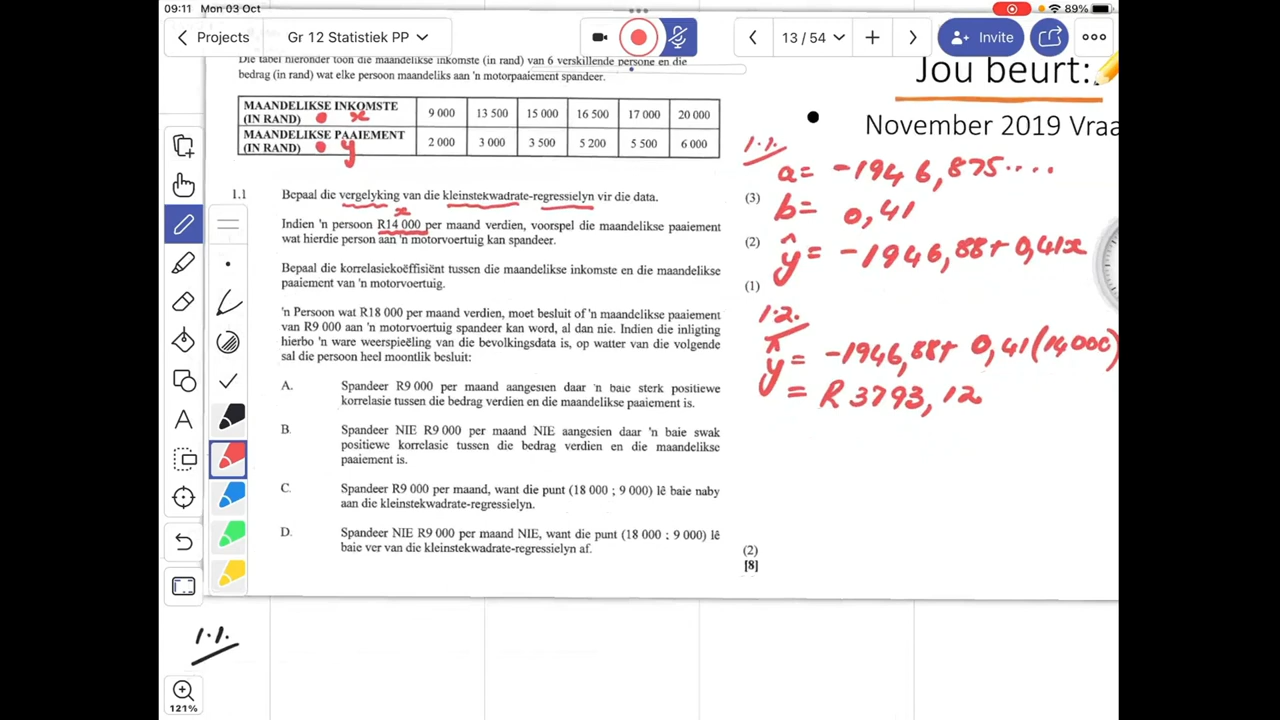 09:11 Mon 03 Oct
89%
Projects
Gr 12 Statistiek PP
13 / 54
Invite
Die tabel hieronder toon die maandelikse inkomste (in rand) van 6 verskillende persone en die
bedrag (in rand) wat elke persoon maandeliks aan 'n motorpaaiement spandeer.
MAANDELIKSE INKOMSTE (IN RAND) x 9 000 13 500 15 000 16 500 17 000 20 000
MAANDELIKSE PAAIEMENT (IN RAND) y 2 000 3 000 3 500 5 200 5 500 6 000
1.1 Bepaal die vergelyking van die kleinstekwadrate-regressielyn vir die data. (3)
x
Indien 'n persoon R14 000 per maand verdien, voorspel die maandelikse paaiement
wat hierdie person aan 'n motorvoertuig kan spandeer. (2)
Bepaal die korrelasiekoëffisiënt tussen die maandelikse inkomste en die maandelikse
paaiement van 'n motorvoertuig. (1)
'n Persoon wat R18 000 per maand verdien, moet besluit of 'n maandelikse paaiement
van R9 000 aan 'n motorvoertuig spandeer kan word, al dan nie. Indien die inligting
hierbo 'n ware weerspieëling van die bevolkingsdata is, op watter van die volgende
sal die persoon heel moontlik besluit:
A. Spandeer R9 000 per maand aangesien daar 'n baie sterk positiewe
korrelasie tussen die bedrag verdien en die maandelikse paaiement is.
B. Spandeer NIE R9 000 per maand NIE aangesien daar 'n baie swak
positiewe korrelasie tussen die bedrag verdien en die maandelikse
paaiement is.
C. Spandeer R9 000 per maand, want die punt (18 000 ; 9 000) lê baie naby
aan die kleinstekwadrate-regressielyn.
D. Spandeer NIE R9 000 per maand NIE, want die punt (18 000 ; 9 000) lê
baie ver van die kleinstekwadrate-regressielyn af. (2)
[8]
Jou beurt:
• November 2019 Vraa
1.1.
a = -1946,875....
b = 0,41
ŷ = -1946,88 + 0,41x
1.2.
ŷ = -1946,88 + 0,41(14000)
= R 3793,12
A
1.1.
121%